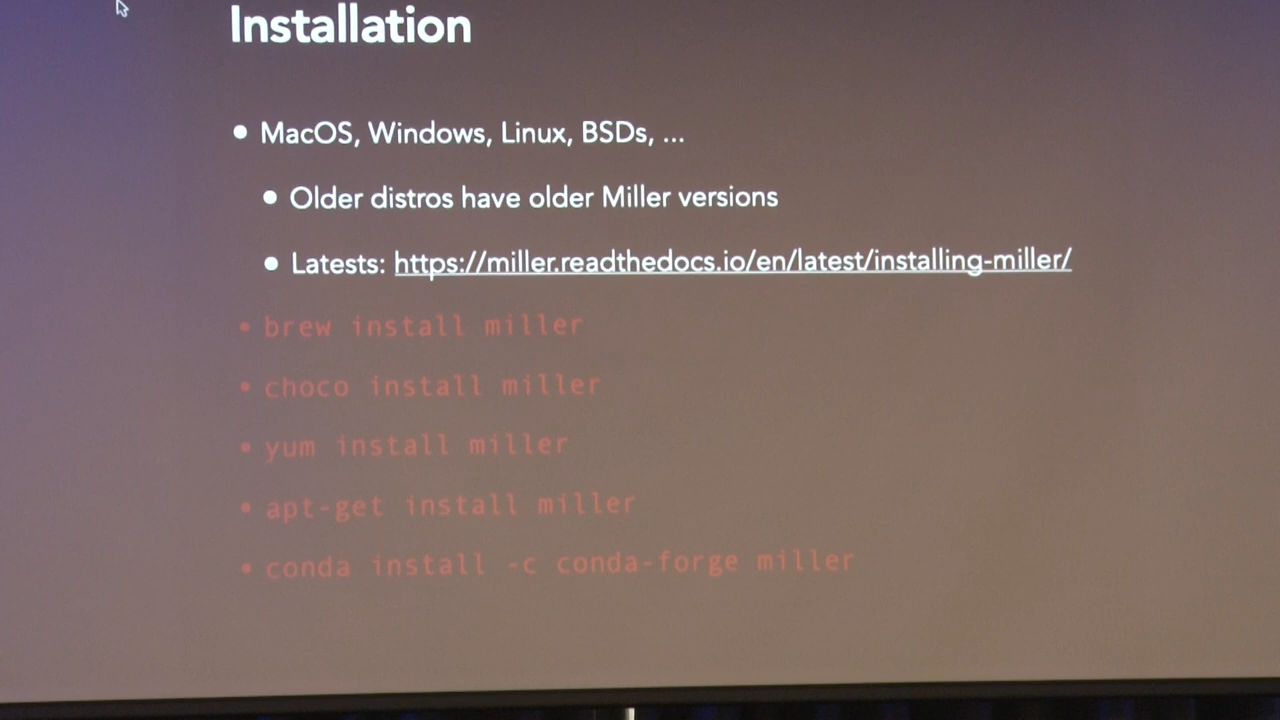 Installation
• MacOS, Windows, Linux, BSDs, ...
• Older distros have older Miller versions
• Latests: https://miller.readthedocs.io/en/latest/installing-miller/
• brew install miller
• choco install miller
• yum install miller
• apt-get install miller
• conda install -c conda-forge miller